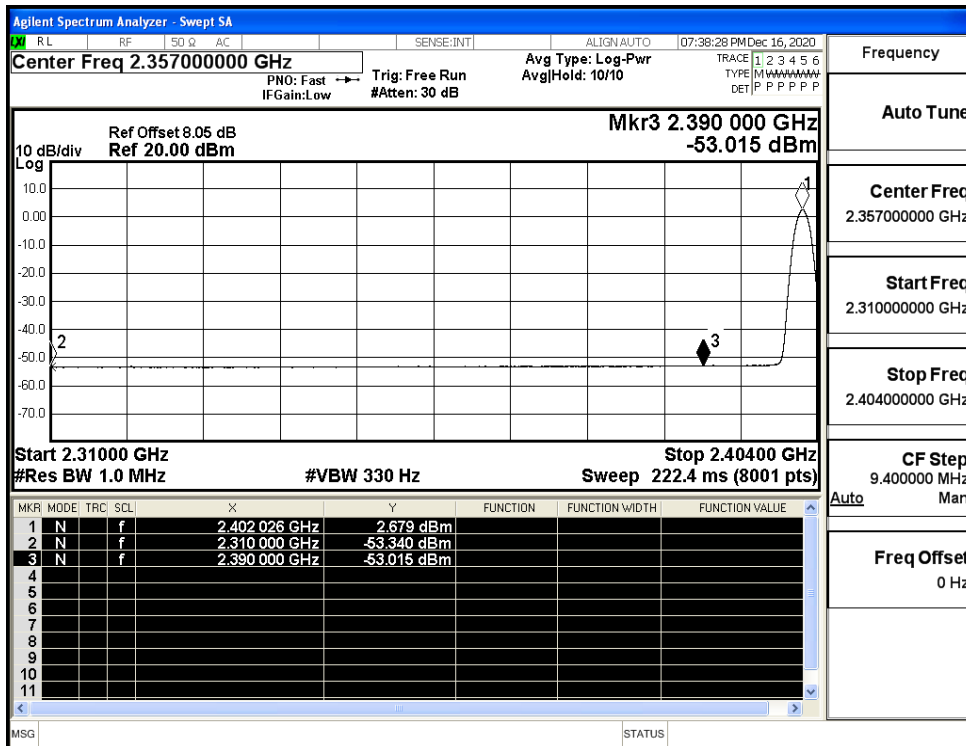 Agilent Spectrum Analyzer - Swept SA
LXI RL RF 50 Ω AC SENSE:INT ALIGNAUTO 07:38:28 PM Dec 16, 2020
Center Freq 2.357000000 GHz
PNO: Fast
IFGain:Low
Trig: Free Run
#Atten: 30 dB
Avg Type: Log-Pwr
Avg|Hold: 10/10
TRACE 1 2 3 4 5 6
TYPE M W W W W W
DET P P P P P P
Ref Offset 8.05 dB
10 dB/div Ref 20.00 dBm
Log
Mkr3 2.390 000 GHz
-53.015 dBm
10.0
0.00
-10.0
-20.0
-30.0
-40.0
-50.0
-60.0
-70.0
1
2
3
Start 2.31000 GHz Stop 2.40400 GHz
#Res BW 1.0 MHz #VBW 330 Hz Sweep 222.4 ms (8001 pts)
MKR MODE TRC SCL X Y FUNCTION FUNCTION WIDTH FUNCTION VALUE
1 N f 2.402 026 GHz 2.679 dBm
2 N f 2.310 000 GHz -53.340 dBm
3 N f 2.390 000 GHz -53.015 dBm
4
5
6
7
8
9
10
11
MSG STATUS
Frequency
Auto Tune
Center Freq
2.357000000 GHz
Start Freq
2.310000000 GHz
Stop Freq
2.404000000 GHz
CF Step
9.400000 MHz
Auto Man
Freq Offset
0 Hz